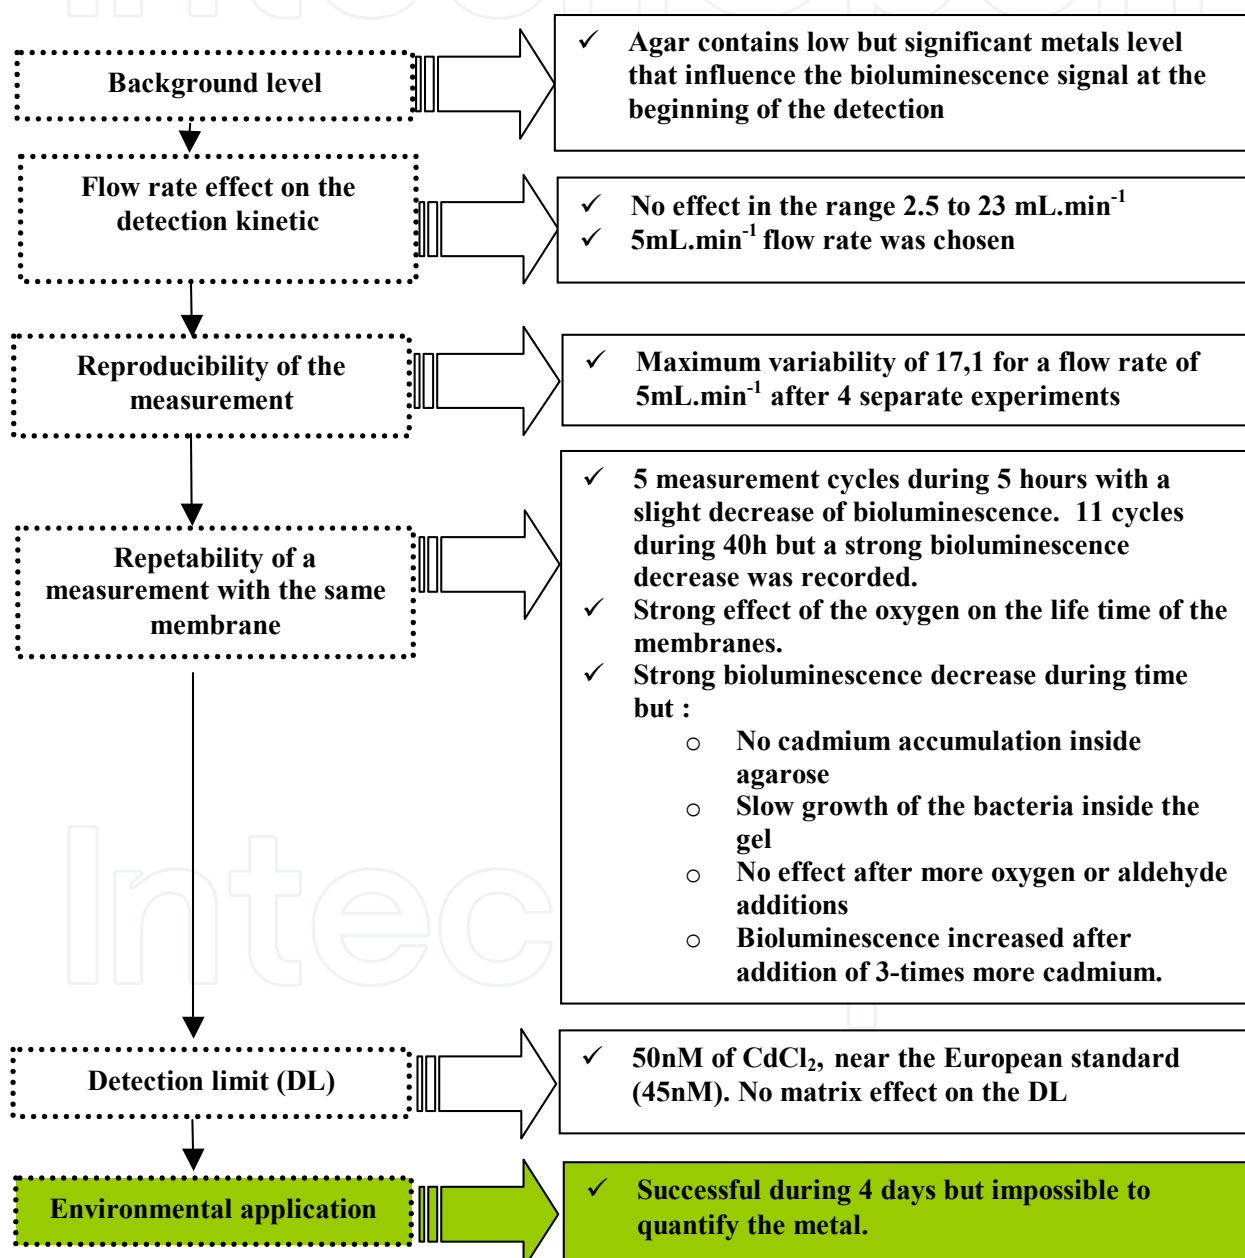 Background level
✓ Agar contains low but significant metals level
that influence the bioluminescence signal at the
beginning of the detection
Flow rate effect on the
detection kinetic
✓ No effect in the range 2.5 to 23 mL.min⁻¹
✓ 5mL.min⁻¹ flow rate was chosen
Reproducibility of the
measurement
✓ Maximum variability of 17,1 for a flow rate of
5mL.min⁻¹ after 4 separate experiments
Repetability of a
measurement with the same
membrane
✓ 5 measurement cycles during 5 hours with a
slight decrease of bioluminescence. 11 cycles
during 40h but a strong bioluminescence
decrease was recorded.
✓ Strong effect of the oxygen on the life time of the
membranes.
✓ Strong bioluminescence decrease during time
but :
o No cadmium accumulation inside
agarose
o Slow growth of the bacteria inside the
gel
o No effect after more oxygen or aldehyde
additions
o Bioluminescence increased after
addition of 3-times more cadmium.
Detection limit (DL)
✓ 50nM of CdCl₂, near the European standard
(45nM). No matrix effect on the DL
Environmental application
✓ Successful during 4 days but impossible to
quantify the metal.